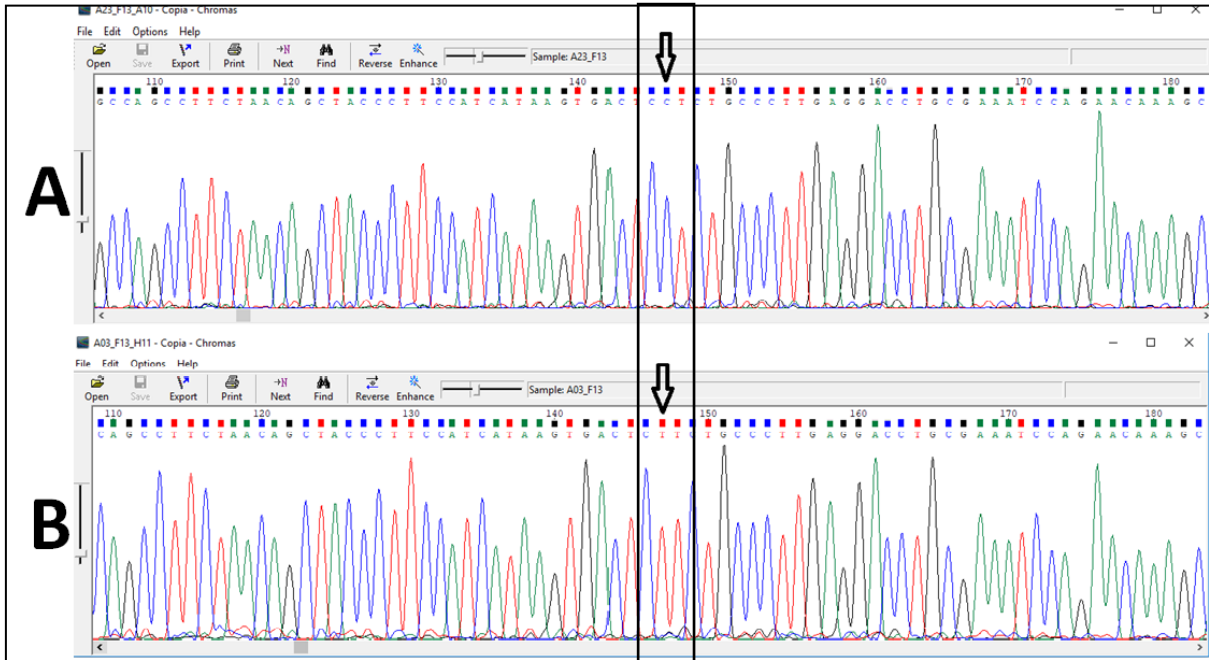 A23_F13_A10 - Copia - Chromas
File Edit Options Help
Open Save Export Print Next Find Reverse Enhance Sample: A23_F13
110 120 130 140 150 160 170 180
GCCAGCCTTCTAACAGCTACCCTTCCATCATAAGTGACTCCTCTGCCCTTGAGGACCTGCGAAATCCAGAACAAAGC
A
A03_F13_H11 - Copia - Chromas
File Edit Options Help
Open Save Export Print Next Find Reverse Enhance Sample: A03_F13
110 120 130 140 150 160 170 180
CAGCCTTCTAACAGCTACCCTTCCATCATAAGTGACTCTTCTGCCCTTGAGGACCTGCGAAATCCAGAACAAAGC
B